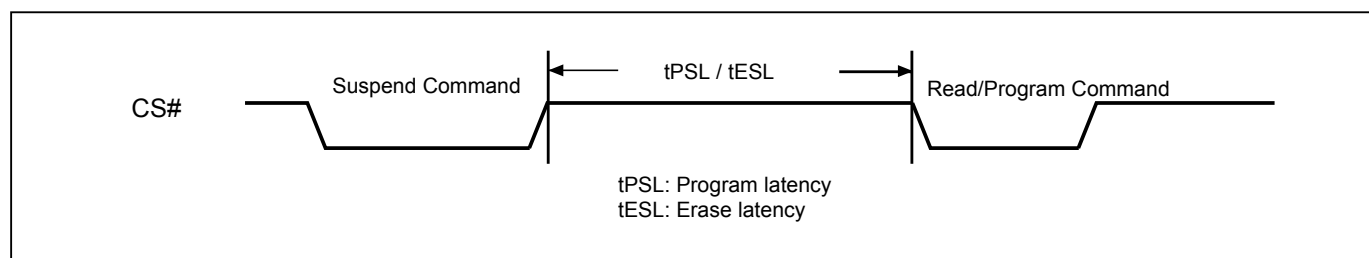 tPSL / tESL
Suspend Command
Read/Program Command
CS#
tPSL: Program latency
tESL: Erase latency